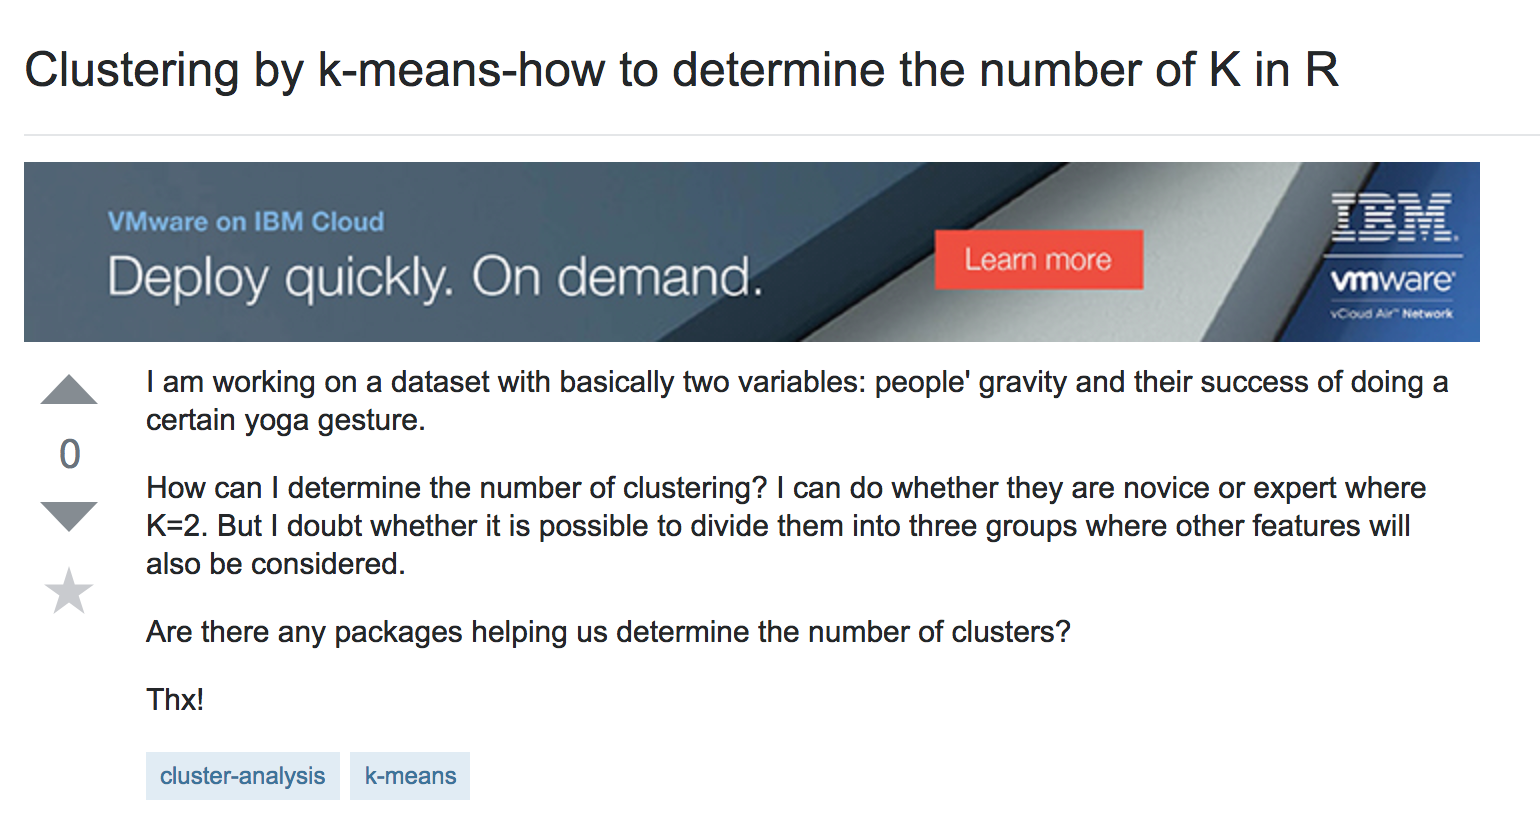 Clustering by k-means-how to determine the number of K in R
VMware on IBM Cloud
Deploy quickly. On demand.
Learn more
IBM.
vmware®
vCloud Air™ Network
I am working on a dataset with basically two variables: people' gravity and their success of doing a
certain yoga gesture.
0
How can I determine the number of clustering? I can do whether they are novice or expert where
K=2. But I doubt whether it is possible to divide them into three groups where other features will
also be considered.
Are there any packages helping us determine the number of clusters?
Thx!
cluster-analysis
k-means